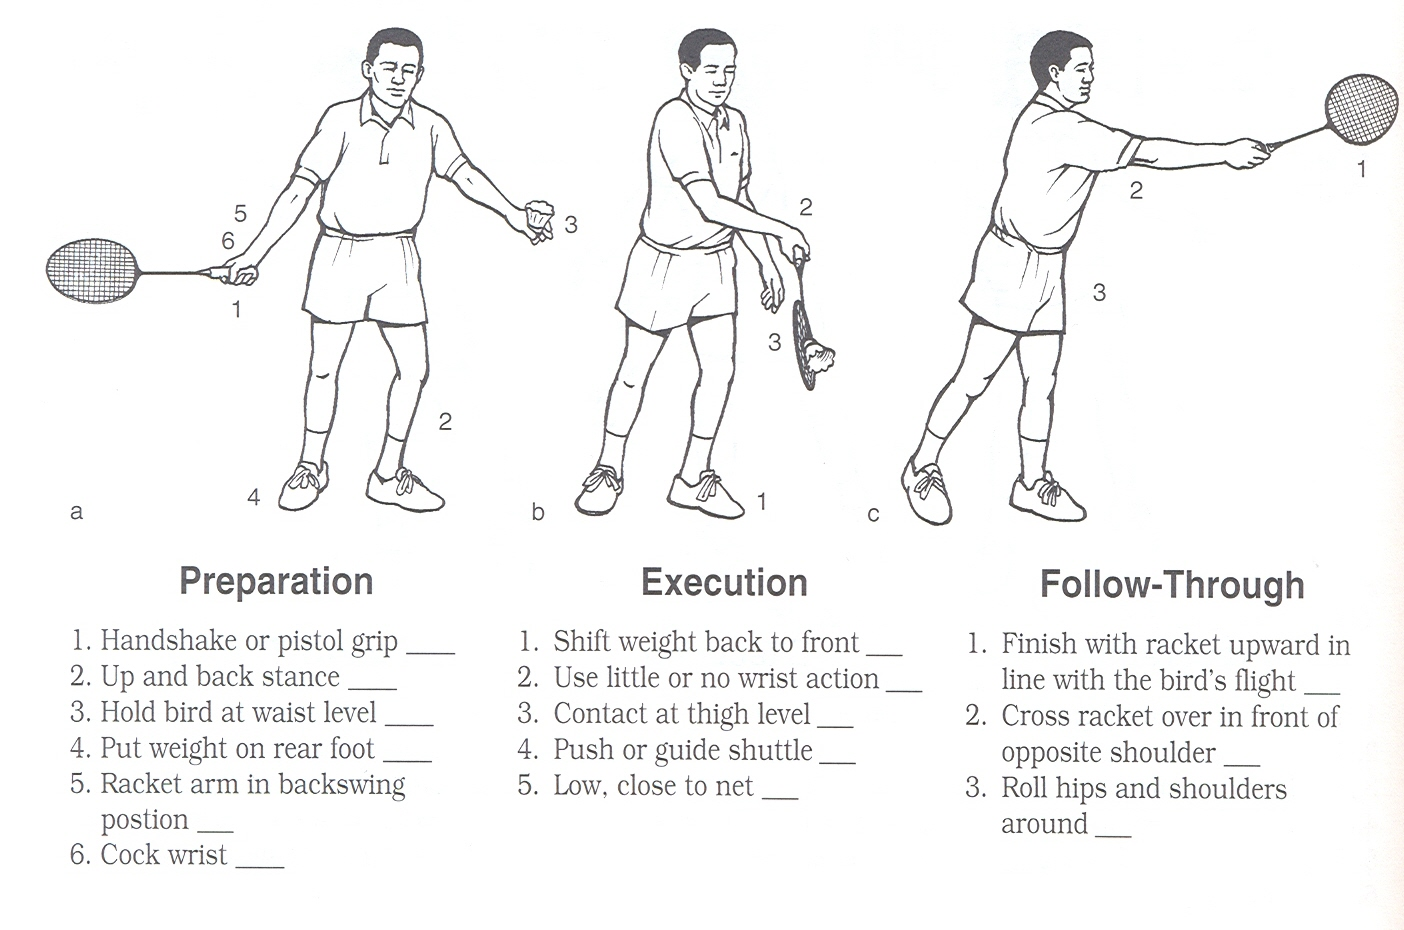 5
6
1
3
2
4
a
2
3
1
b
1
2
3
c
Preparation
1. Handshake or pistol grip ____
2. Up and back stance ____
3. Hold bird at waist level ____
4. Put weight on rear foot ____
5. Racket arm in backswing
postion ___
6. Cock wrist ____
Execution
1. Shift weight back to front ___
2. Use little or no wrist action ___
3. Contact at thigh level ___
4. Push or guide shuttle ___
5. Low, close to net ___
Follow-Through
1. Finish with racket upward in
line with the bird's flight ___
2. Cross racket over in front of
opposite shoulder ___
3. Roll hips and shoulders
around ___